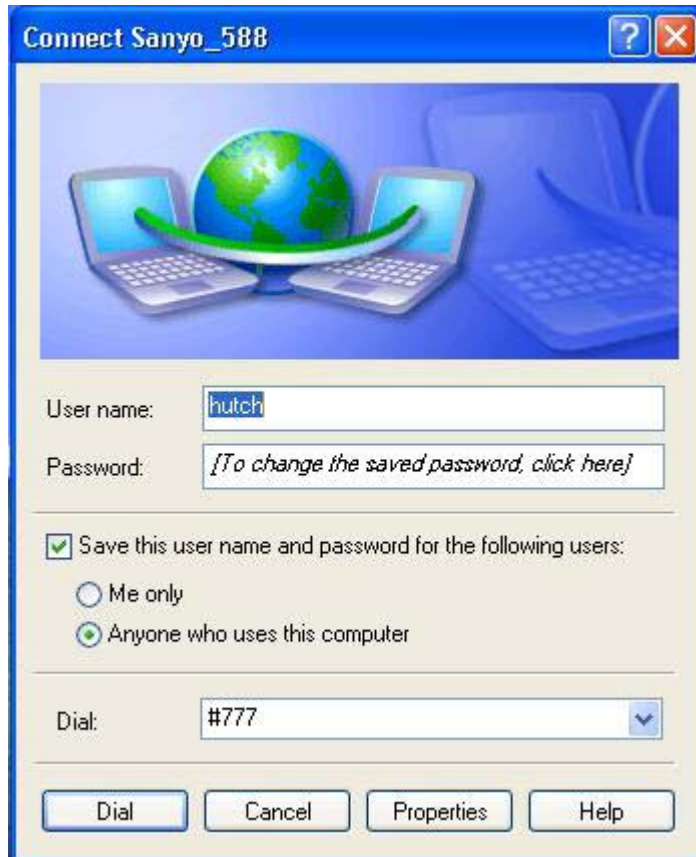 Connect Sanyo_588
User name: hutch
Password: [To change the saved password, click here]
Save this user name and password for the following users:
Me only
Anyone who uses this computer
Dial: #777
Dial Cancel Properties Help